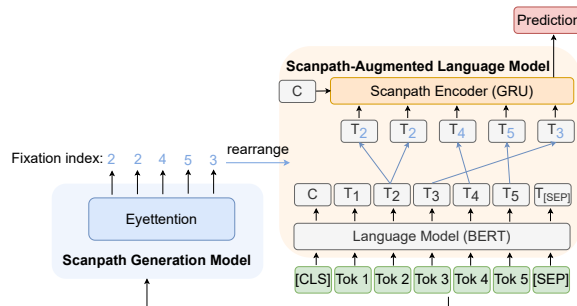 Prediction
Scanpath-Augmented Language Model
C Scanpath Encoder (GRU)
T2 T2 T4 T5 T3
Fixation index: 2 2 4 5 3 rearrange
C T1 T2 T3 T4 T5 T[SEP]
Eyettention
Language Model (BERT)
Scanpath Generation Model
[CLS] Tok 1 Tok 2 Tok 3 Tok 4 Tok 5 [SEP]